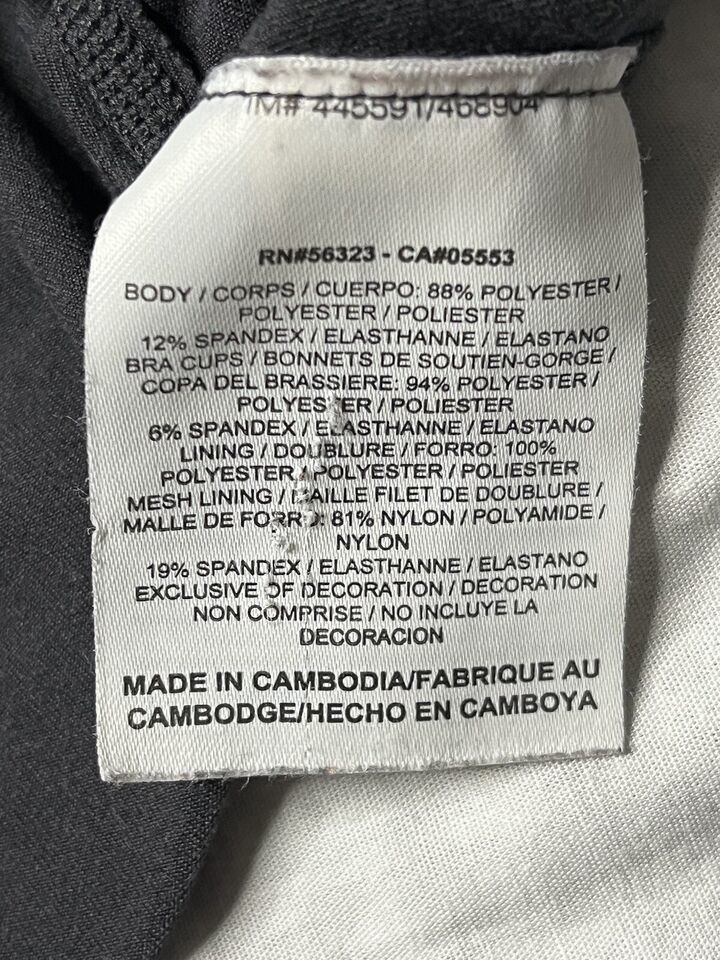 IM# 445591/468904
RN#56323 - CA#05553
BODY / CORPS / CUERPO: 88% POLYESTER /
POLYESTER / POLIESTER
12% SPANDEX / ELASTHANNE / ELASTANO
BRA CUPS / BONNETS DE SOUTIEN-GORGE /
COPA DEL BRASSIERE: 94% POLYESTER /
POLYESTER / POLIESTER
6% SPANDEX / ELASTHANNE / ELASTANO
LINING / DOUBLURE / FORRO: 100%
POLYESTER / POLYESTER / POLIESTER
MESH LINING / MAILLE FILET DE DOUBLURE /
MALLE DE FORRO: 81% NYLON / POLYAMIDE /
NYLON
19% SPANDEX / ELASTHANNE / ELASTANO
EXCLUSIVE OF DECORATION / DECORATION
NON COMPRISE / NO INCLUYE LA
DECORACION
MADE IN CAMBODIA/FABRIQUE AU
CAMBODGE/HECHO EN CAMBOYA